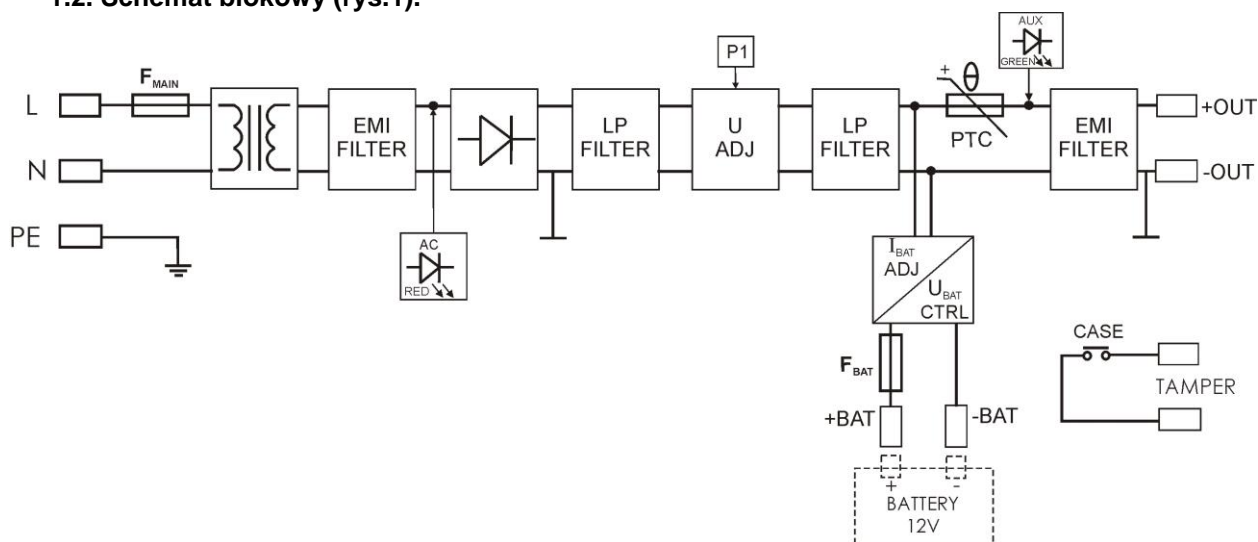 1.2. Schemat blokowy (rys.1).
AUX
GREEN
P1
F MAIN
+ θ
L
EMI FILTER
LP FILTER
U ADJ
LP FILTER
PTC
EMI FILTER
+OUT
N
-OUT
PE
AC
RED
I BAT ADJ
U BAT CTRL
CASE
F BAT
TAMPER
+BAT
-BAT
+ -
BATTERY
12V